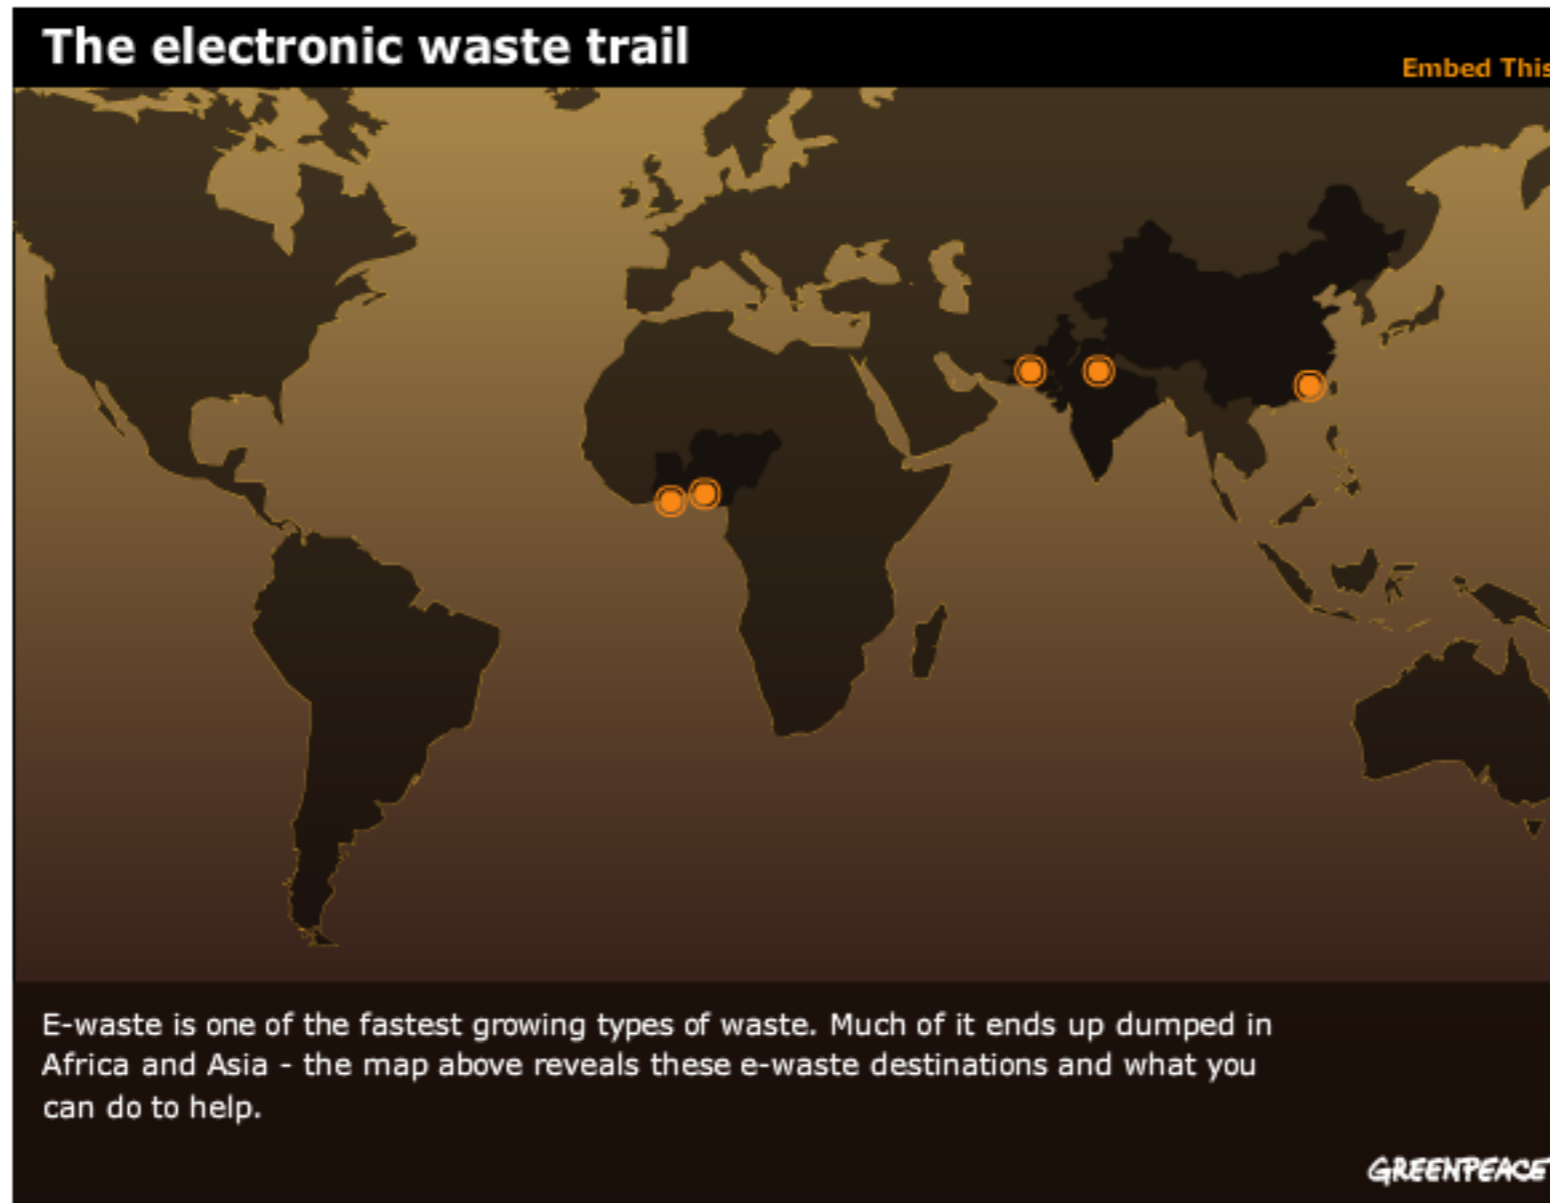 The electronic waste trail
Embed This
E-waste is one of the fastest growing types of waste. Much of it ends up dumped in
Africa and Asia - the map above reveals these e-waste destinations and what you
can do to help.
GREENPEACE